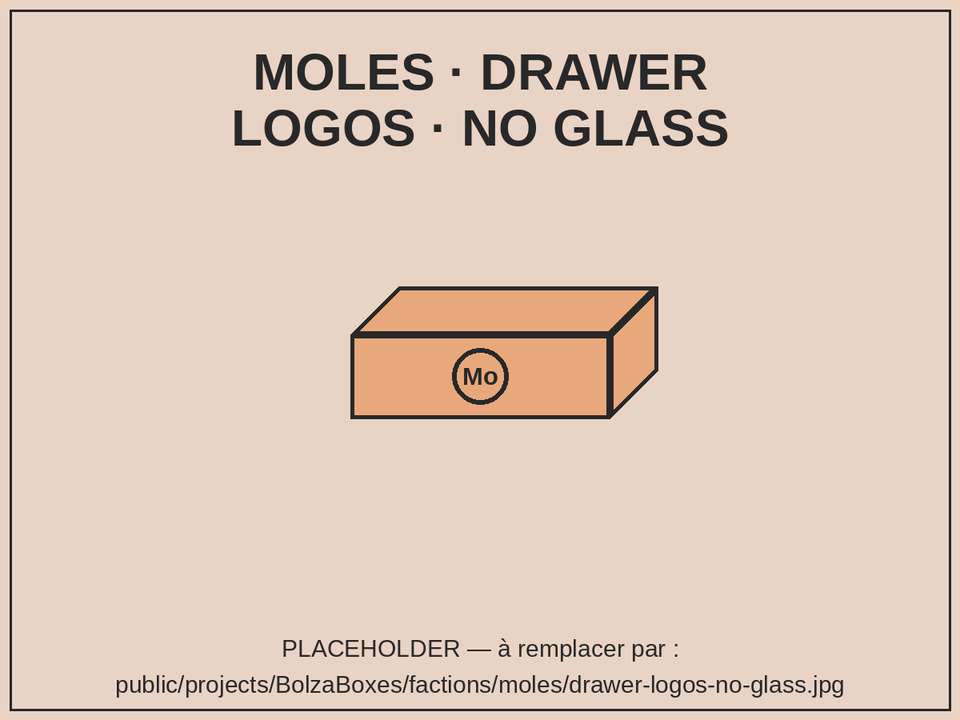 MOLES · DRAWER
LOGOS · NO GLASS
Mo
PLACEHOLDER — à remplacer par :
public/projects/BolzaBoxes/factions/moles/drawer-logos-no-glass.jpg